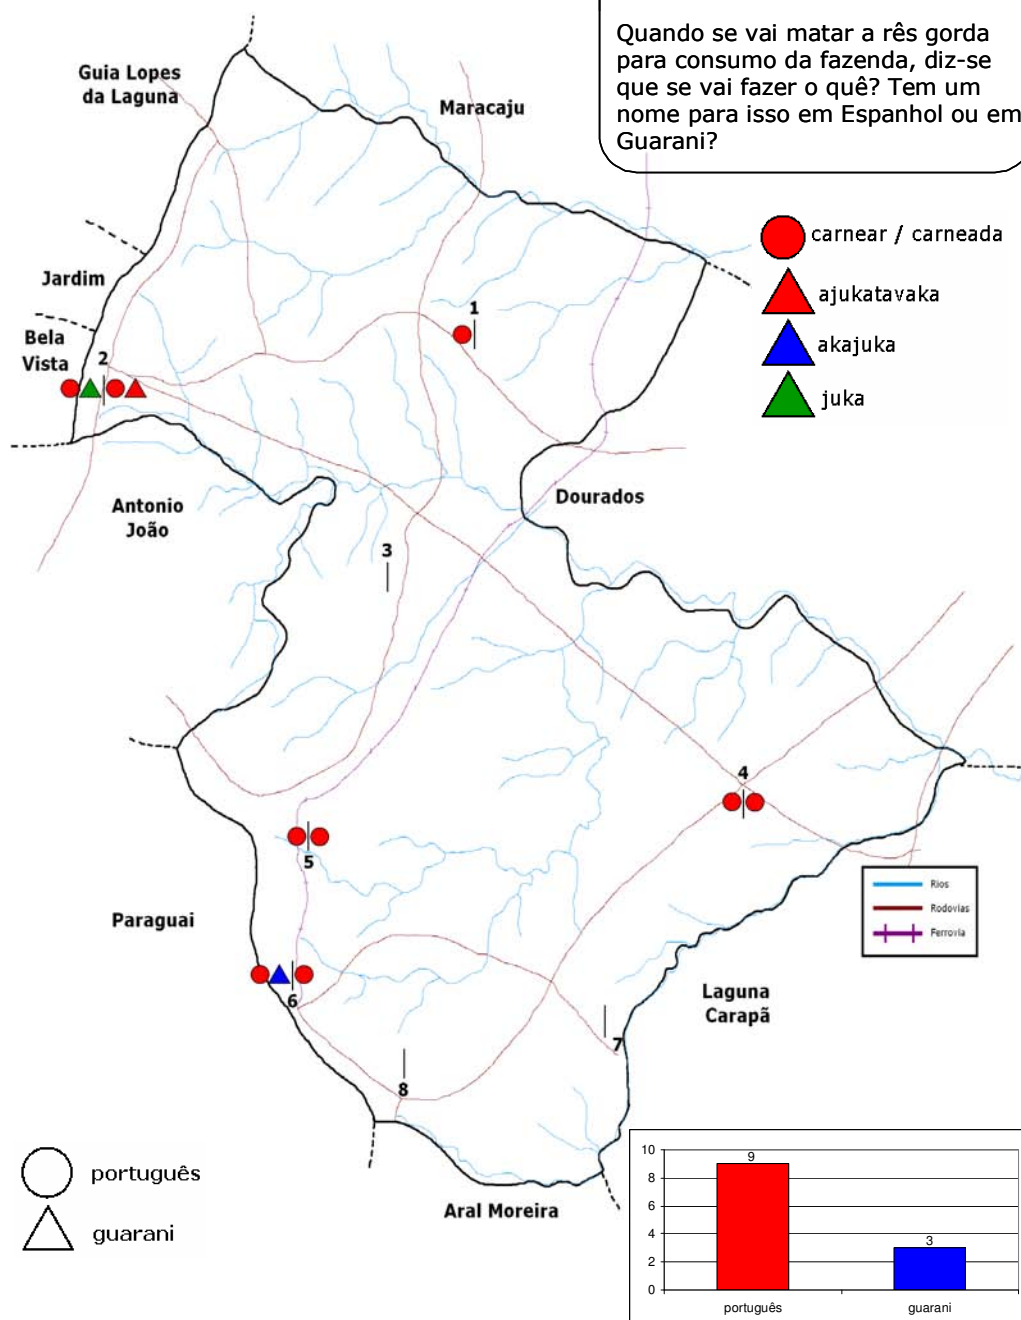 Quando se vai matar a rês gorda
para consumo da fazenda, diz-se
que se vai fazer o quê? Tem um
nome para isso em Espanhol ou em
Guarani?
Guia Lopes
da Laguna
Maracaju
carnear / carneada
ajukatavaka
akajuka
juka
Jardim
Bela
Vista
1
2
Antonio
João
Dourados
3
4
5
Paraguai
6
Rios
Rodovias
Ferrovia
Laguna
Carapã
7
8
Aral Moreira
português
guarani
10
8
6
4
2
0
9
3
português
guarani